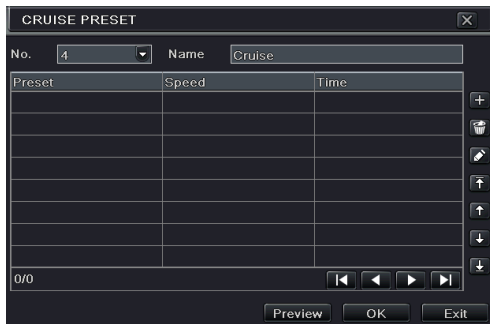 CRUISE PRESET
No. 4 Name Cruise
Preset Speed Time
0/0
Preview OK Exit